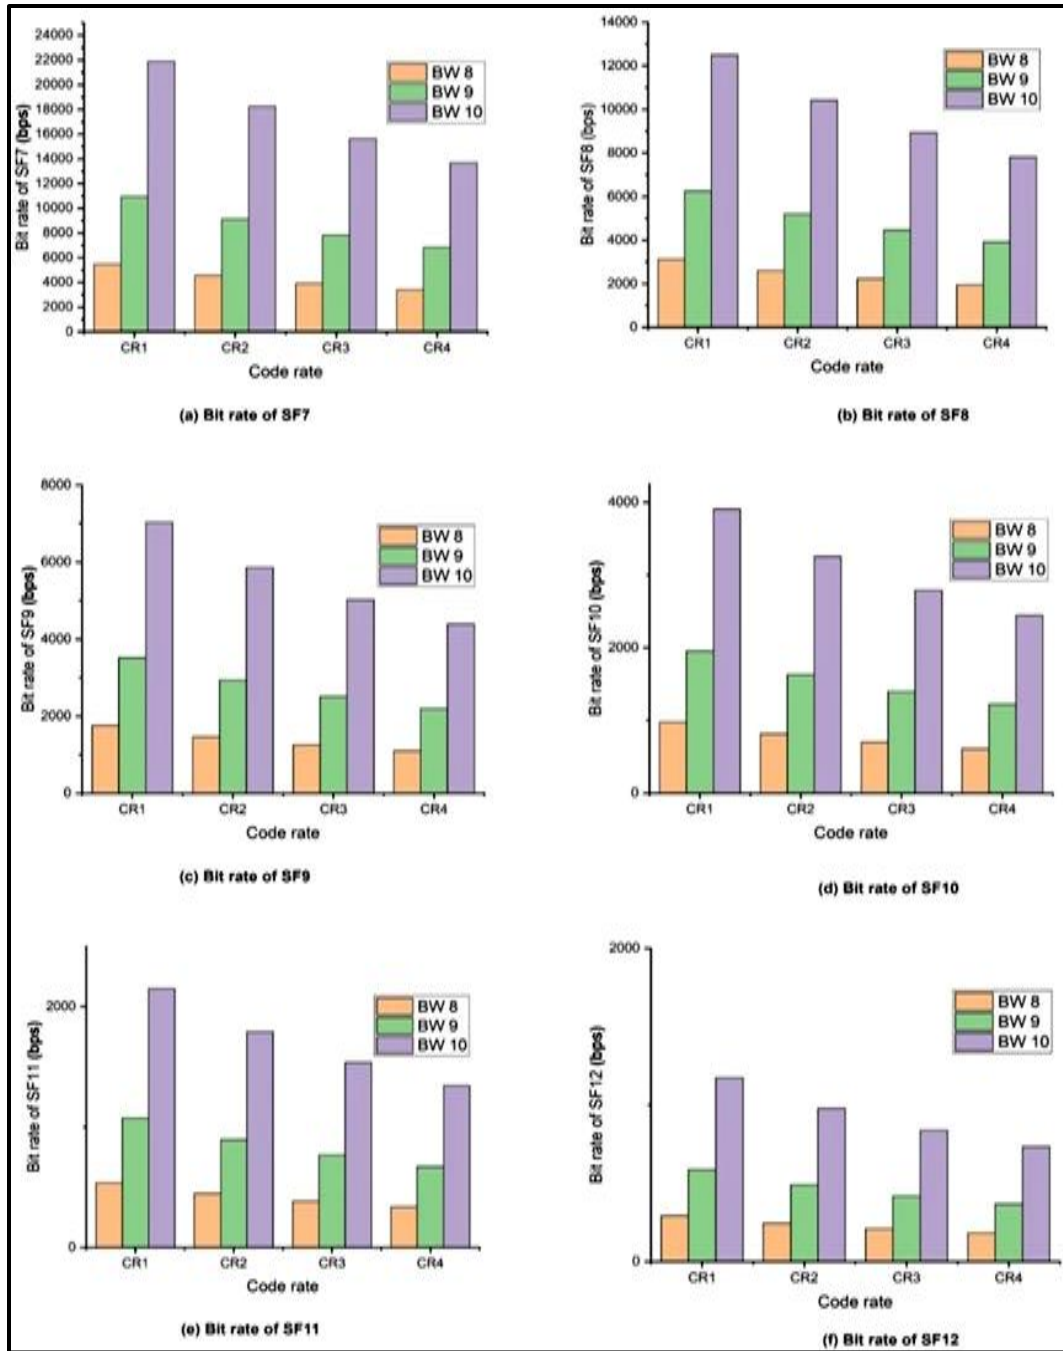 24000
22000
20000
18000
16000
14000
12000
10000
8000
6000
4000
2000
0
Bit rate of SF7 (bps)
BW 8
BW 9
BW 10
CR1 CR2 CR3 CR4
Code rate
(a) Bit rate of SF7
14000
12000
10000
8000
6000
4000
2000
0
Bit rate of SF8 (bps)
BW 8
BW 9
BW 10
CR1 CR2 CR3 CR4
Code rate
(b) Bit rate of SF8
8000
6000
4000
2000
0
Bit rate of SF9 (bps)
BW 8
BW 9
BW 10
CR1 CR2 CR3 CR4
Code rate
(c) Bit rate of SF9
4000
2000
0
Bit rate of SF10 (bps)
BW 8
BW 9
BW 10
CR1 CR2 CR3 CR4
Code rate
(d) Bit rate of SF10
2000
0
Bit rate of SF11 (bps)
BW 8
BW 9
BW 10
CR1 CR2 CR3 CR4
Code rate
(e) Bit rate of SF11
2000
0
Bit rate of SF12 (bps)
BW 8
BW 9
BW 10
CR1 CR2 CR3 CR4
Code rate
(f) Bit rate of SF12